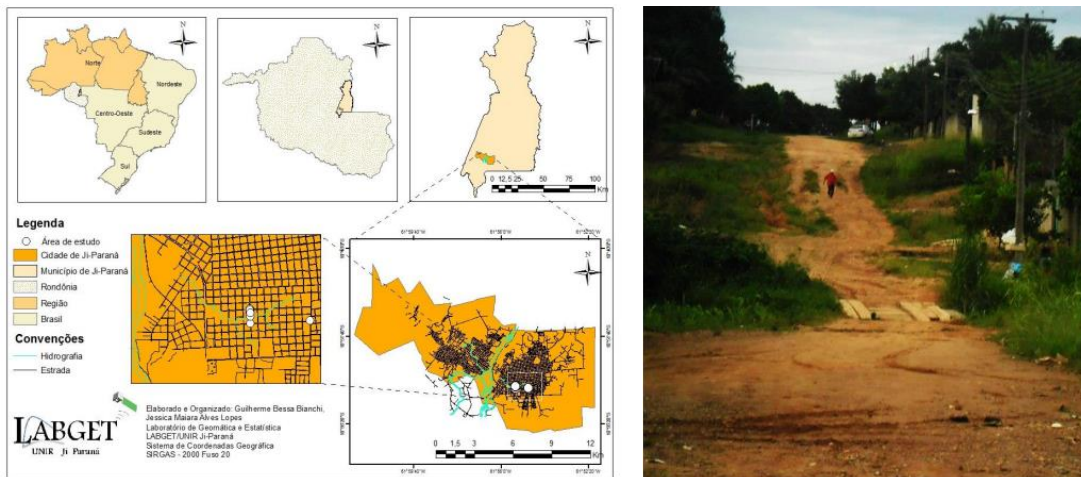 N
N
N
Norte
Nordeste
Centro-Oeste
Sudeste
Sul
0 12,5 25 50 75 100
Km
Legenda
Área de estudo
Cidade de Ji-Paraná
Município de Ji-Paraná
Rondônia
Região
Brasil
Convenções
Hidrografia
Estrada
N
0 1,5 3 6 9 12
Km
LABGET
UNIR Ji Paraná
Elaborado e Organizado: Guilherme Bessa Bianchi,
Jessica Maiara Alves Lopes
Laboratório de Geomática e Estatística
LABGET/UNIR Ji-Paraná
Sistema de Coordenadas Geográfica
SIRGAS - 2000 Fuso 20